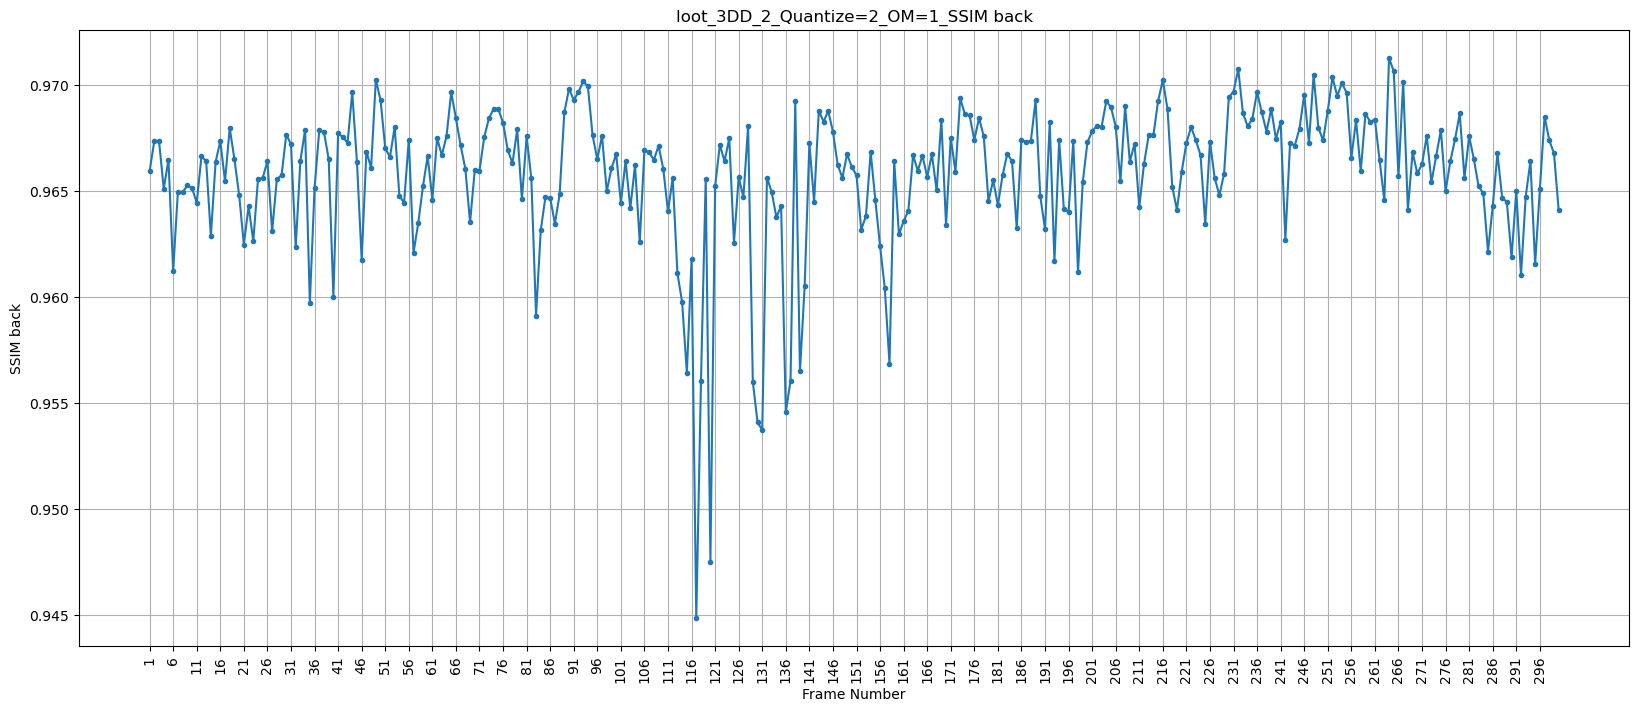 loot_3DD_2_Quantize=2_OM=1_SSIM back
0.970
0.965
0.960
0.955
0.950
0.945
SSIM back
1 6 11 16 21 26 31 36 41 46 51 56 61 66 71 76 81 86 91 96 101 106 111 116 121 126 131 136 141 146 151 156 161 166 171 176 181 186 191 196 201 206 211 216 221 226 231 236 241 246 251 256 261 266 271 276 281 286 291 296
Frame Number